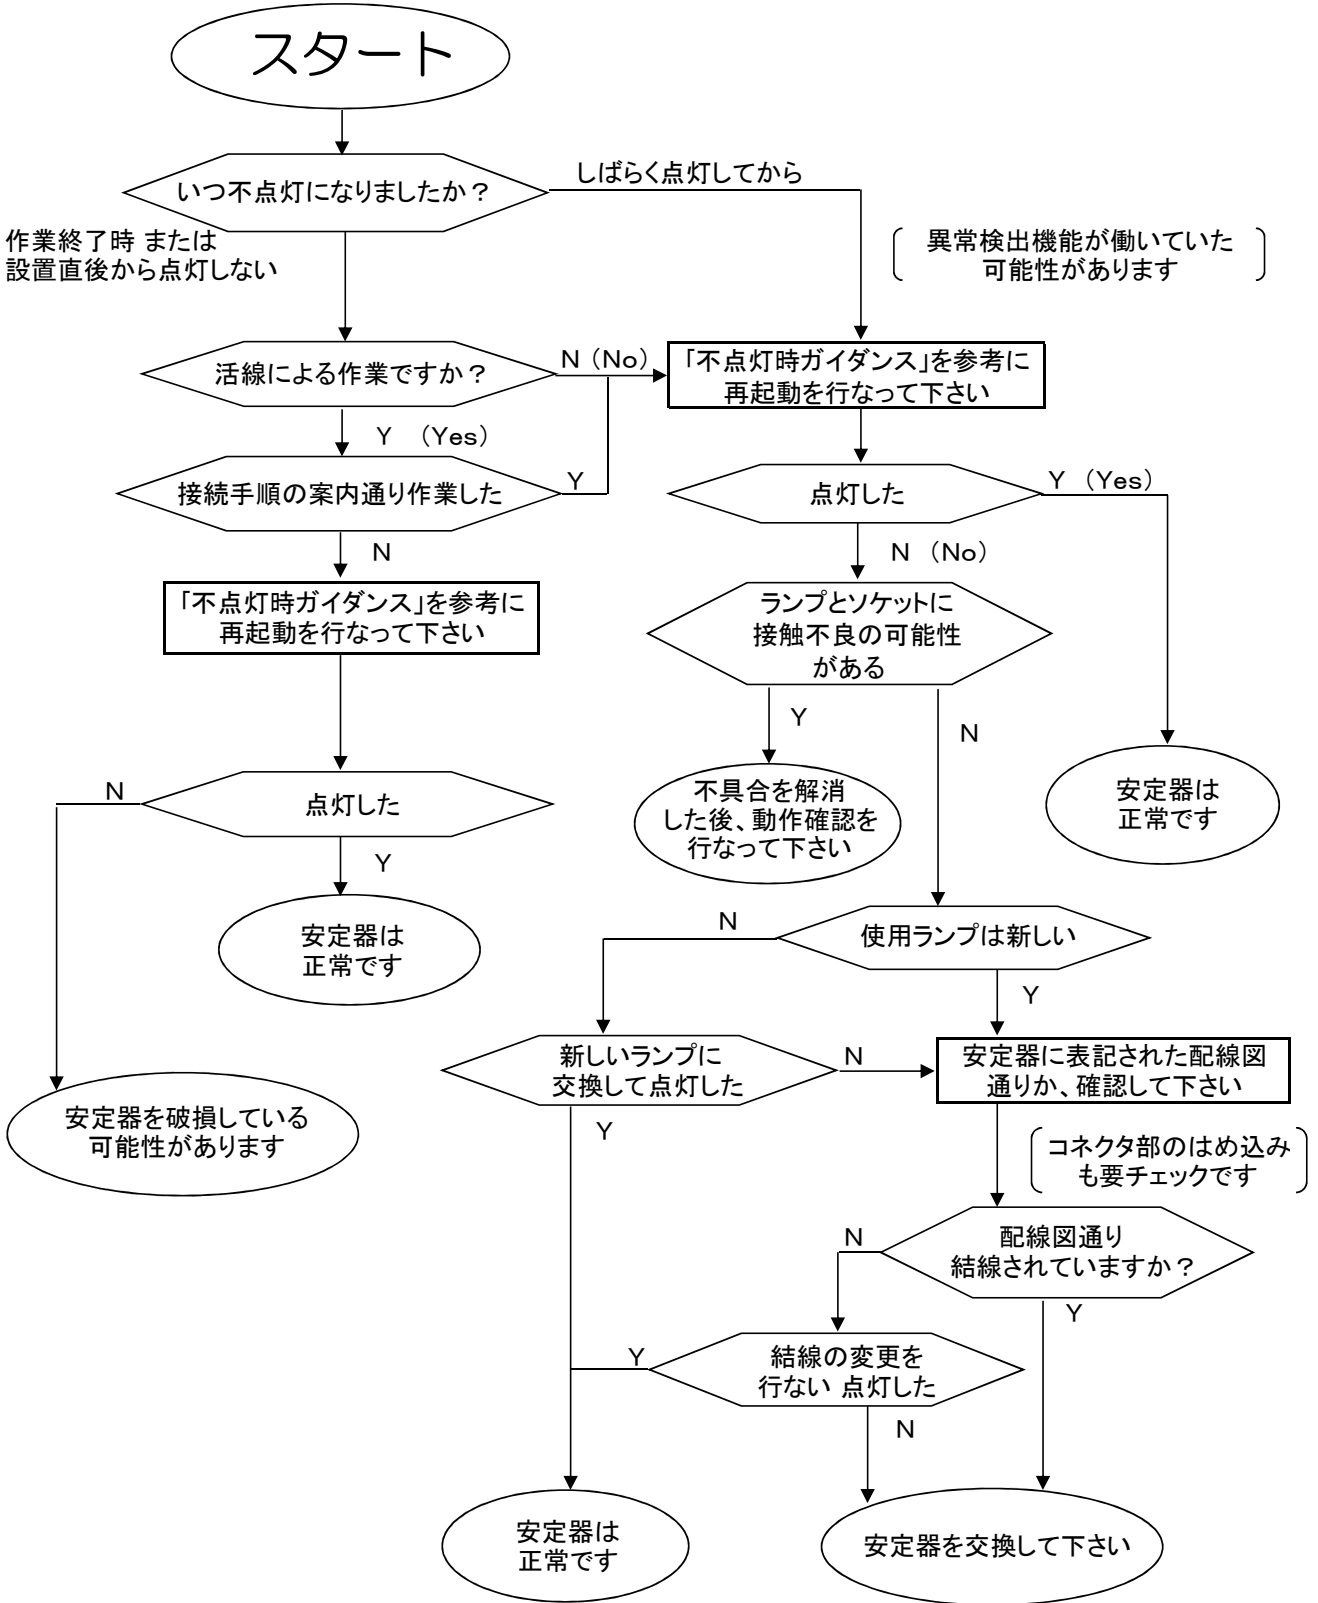 スタート
いつ不点灯になりましたか？
しばらく点灯してから
作業終了時 または
設置直後から点灯しない
異常検出機能が働いていた
可能性があります
活線による作業ですか？
N（No）
「不点灯時ガイダンス」を参考に
再起動を行なって下さい
Y （Yes）
接続手順の案内通り作業した
Y
点灯した
Y （Yes）
N
N （No）
「不点灯時ガイダンス」を参考に
再起動を行なって下さい
ランプとソケットに
接触不良の可能性
がある
Y
N
点灯した
N
Y
不具合を解消
した後、動作確認を
行なって下さい
安定器は
正常です
安定器は
正常です
使用ランプは新しい
N
Y
新しいランプに
交換して点灯した
N
Y
安定器に表記された配線図
通りか、確認して下さい
安定器を破損している
可能性があります
コネクタ部のはめ込み
も要チェックです
配線図通り
結線されていますか？
N
Y
結線の変更を
行ない 点灯した
Y
N
安定器は
正常です
安定器を交換して下さい